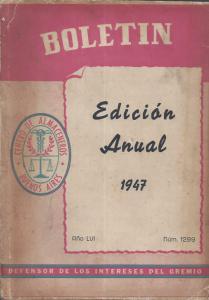 BOLETIN
Edición
Anual
1947
CENTRO DE ALMACENEROS
BUENOS AIRES
Año LVI Núm. 1299
DEFENSOR DE LOS INTERESES DEL GREMIO